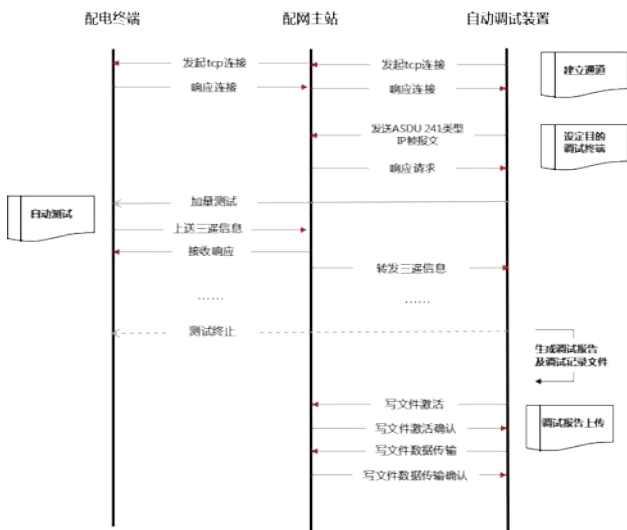 配电终端
配网主站
自动调试装置
发起tcp连接
发起tcp连接
建立通道
响应连接
响应连接
发送ASDU 241类型
IP帧报文
设定目的
调试终端
响应请求
加量测试
自动测试
上送三遥信息
接收响应
转发三遥信息
……
……
测试终止
生成调试报告
及调试记录文件
写文件激活
写文件激活确认
调试报告上传
写文件数据传输
写文件数据传输确认